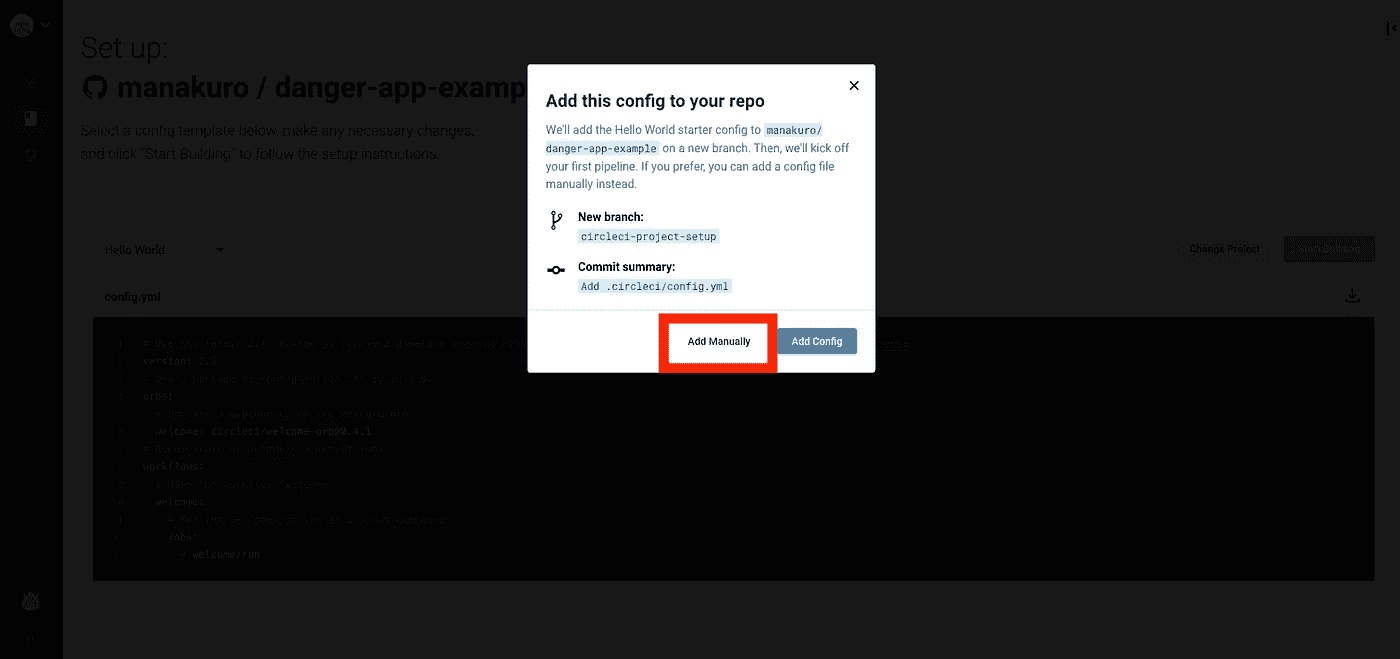 Set up:
manakuro / danger-app-examp
Select a config template below, make any necessary changes,
and click "Start Building" to follow the setup instructions.
Add this config to your repo
We'll add the Hello World starter config to manakuro/
danger-app-example on a new branch. Then, we'll kick off
your first pipeline. If you prefer, you can add a config file
manually instead.
New branch:
circleci-project-setup
Commit summary:
Add .circleci/config.yml
Add Manually
Add Config
Hello World
Change Project
Start Building
config.yml
version: 2.1
orbs:
welcome: circleci/welcome-orb@0.4.1
workflows:
welcome:
jobs:
- welcome/run